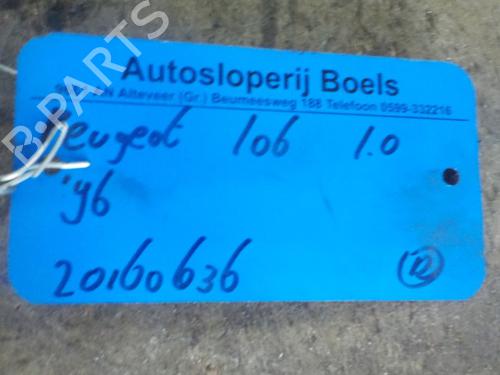 Autosloperij Boels
Alteveer (Gr.) Beumeesweg 188 Telefoon 0599-332216
Peugeot 106 1.0
'96
20160636
B-PARTS